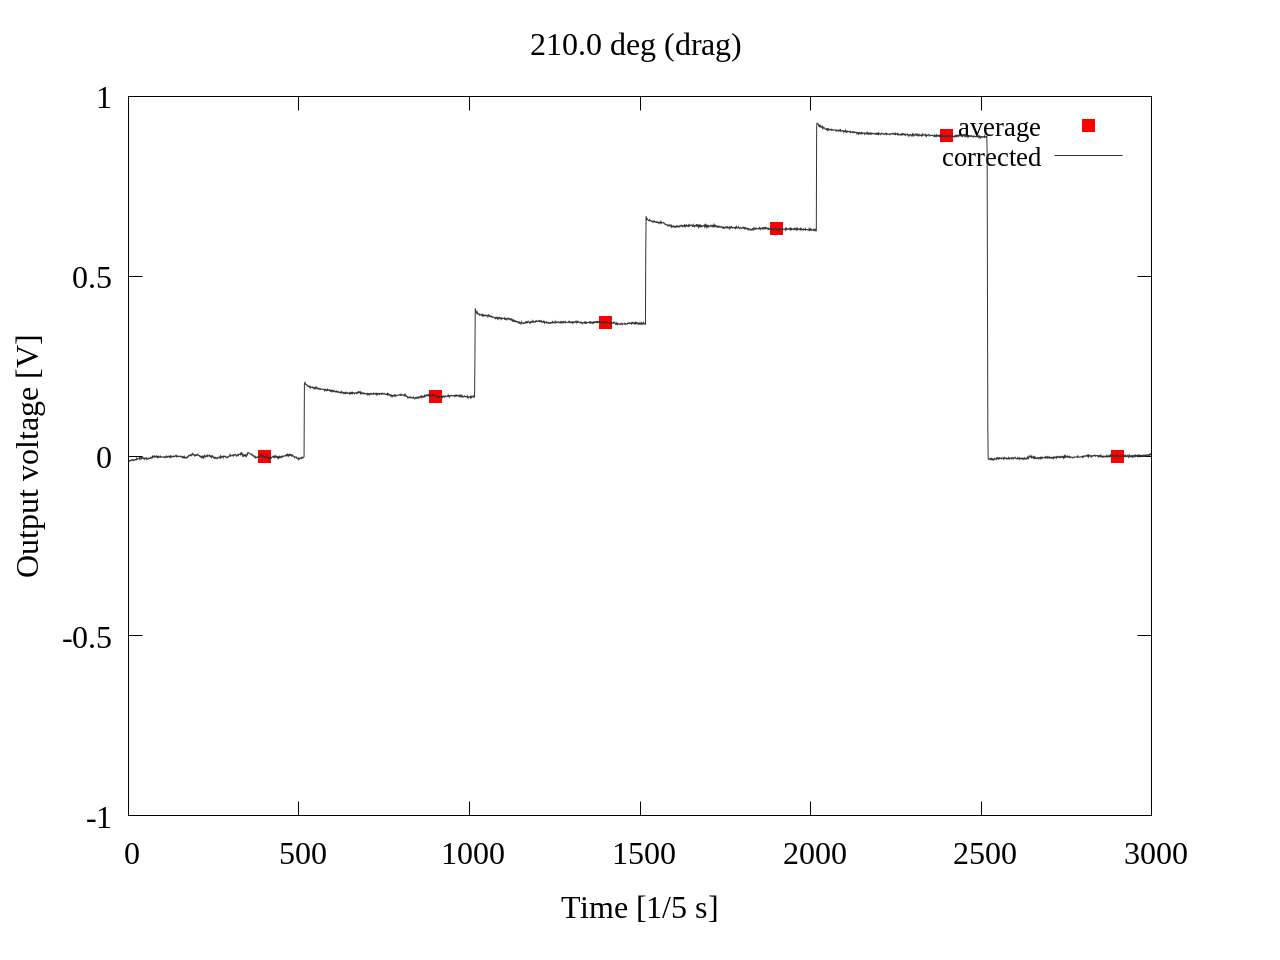 210.0 deg (drag)
1
0.5
0
-0.5
-1
Output voltage [V]
average
corrected
0 500 1000 1500 2000 2500 3000
Time [1/5 s]